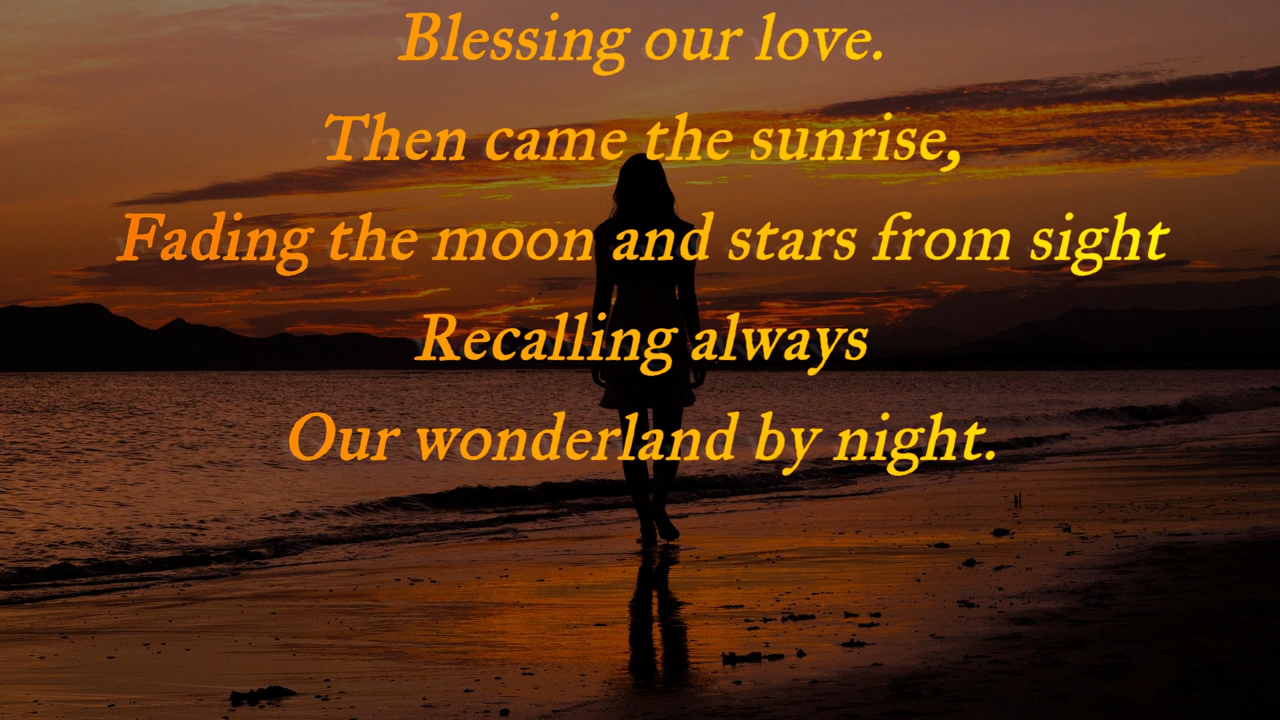 Blessing our love.
Then came the sunrise,
Fading the moon and stars from sight
Recalling always
Our wonderland by night.